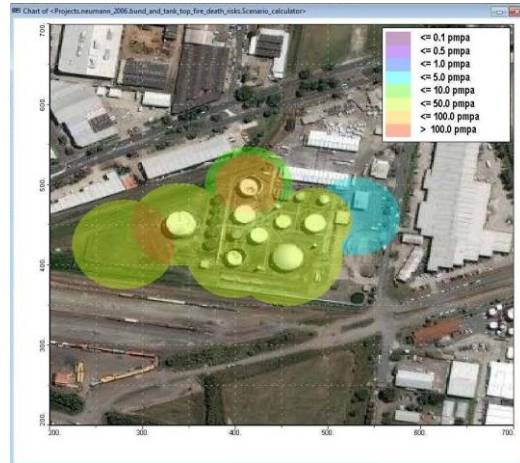 Chart of <Projects.neumann_2006.bund_and_tank_top_fire_death_risks.Scenario_calculator>
700.
600.
500.
400.
300.
200.
200. 300. 400. 500. 600. 700.
<= 0.1 pmpa
<= 0.5 pmpa
<= 1.0 pmpa
<= 5.0 pmpa
<= 10.0 pmpa
<= 50.0 pmpa
<= 100.0 pmpa
> 100.0 pmpa